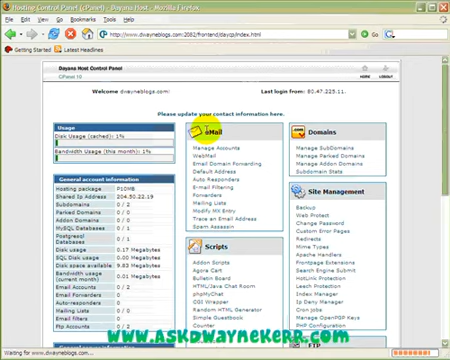 Hosting Control Panel (cPanel) - Dayana Host - Mozilla Firefox
File Edit View Go Bookmarks Tools Help
http://www.dwayneblogs.com:2082/frontend/daycp/index.html
Getting Started Latest Headlines
Dayana Host Control Panel
CPanel 10
HOME LOGOUT
Welcome dwayneblogs.com:
Last login from: 80.47.225.11.
Please update your contact information here.
Usage
Disk Usage (cached): 1%
Bandwidth Usage (this month): 1%
General account information
Hosting package P10MB
Shared Ip Address 204.50.22.19
Subdomains 0 / 2
Parked Domains 0 / 0
Addon Domains 0 / 0
MySQL Databases 0 / 1
Postgresql Databases 0 / 1
Disk usage 0.17 Megabytes
SQL Disk usage 0.00 Megabytes
Disk space available 9.83 Megabytes
Bandwidth usage (current month) 0.01 Megabytes
Email Accounts 0 / 2
Email Forwarders 0
Auto-responders 0
Mailing Lists 0 / 0
Email filters 0
Ftp Accounts 0 / 2
Mail
Manage Accounts
WebMail
Email Domain Forwarding
Default Address
Auto Responders
E-mail Filtering
Forwarders
Mailing Lists
Modify MX Entry
Trace an Email Address
Spam Assassin
Scripts
Addon Scripts
Agora Cart
Bulletin Board
HTML/Java Chat Room
phpMyChat
CGI Wrapper
Random HTML Generator
Simple Guestbook
Counter
Domains
Manage SubDomains
Manage Parked Domains
Manage Addon Domains
Subdomain Stats
Site Management
Backup
Web Protect
Change Password
Custom Error Pages
Redirects
Mime Types
Apache Handlers
Frontpage Extensions
Search Engine Submit
HotLink Protection
Leech Protection
Index Manager
Ip Deny Manager
Cron Jobs
Manage OpenPGP Keys
PHP Configuration
FTP
www.ASKDWAYNEKERR.com
Waiting for www.dwayneblogs.com...